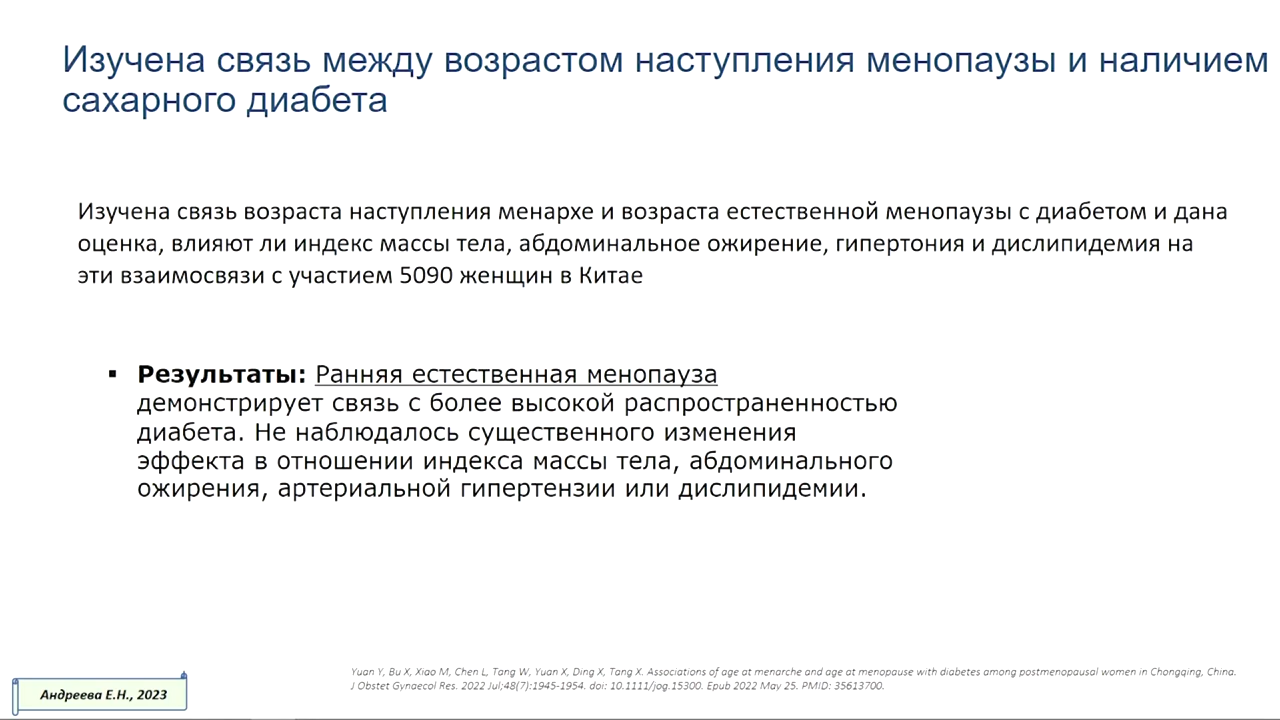 Изучена связь между возрастом наступления менопаузы и наличием
сахарного диабета
Изучена связь возраста наступления менархе и возраста естественной менопаузы с диабетом и дана
оценка, влияют ли индекс массы тела, абдоминальное ожирение, гипертония и дислипидемия на
эти взаимосвязи с участием 5090 женщин в Китае
▪ Результаты: Ранняя естественная менопауза
демонстрирует связь с более высокой распространенностью
диабета. Не наблюдалось существенного изменения
эффекта в отношении индекса массы тела, абдоминального
ожирения, артериальной гипертензии или дислипидемии.
Yuan Y, Bu X, Xiao M, Chen L, Tang W, Yuan X, Ding X, Tang X. Associations of age at menarche and age at menopause with diabetes among postmenopausal women in Chongqing, China.
J Obstet Gynaecol Res. 2022 Jul;48(7):1945-1954. doi: 10.1111/jog.15300. Epub 2022 May 25. PMID: 35613700.
Андреева Е.Н., 2023